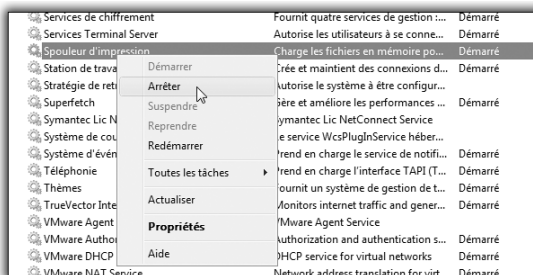 Services de chiffrement Fournit quatre services de gestion :... Démarré
Services Terminal Server Autorise les utilisateurs à se conne... Démarré
Spouleur d'impression Charge les fichiers en mémoire po... Démarré
Station de trava Crée et maintient des connexions d... Démarré
Stratégie de ret Autorise le système à être configur...
Superfetch Gère et améliore les performances ... Démarré
Symantec Lic N Symantec Lic NetConnect Service
Système de cou Le service WcsPlugInService héber...
Système d'évén Prend en charge le service de notifi... Démarré
Téléphonie Prend en charge l'interface TAPI (T... Démarré
Thèmes Fournit un système de gestion de t... Démarré
TrueVector Inte Monitors internet traffic and gener... Démarré
VMware Agent VMware Agent Service
VMware Author Authorization and authentication s... Démarré
VMware DHCP DHCP service for virtual networks Démarré
VMware NAT Service Network address translation for virt... Démarré
Démarrer
Arrêter
Suspendre
Reprendre
Redémarrer
Toutes les tâches
Actualiser
Propriétés
Aide